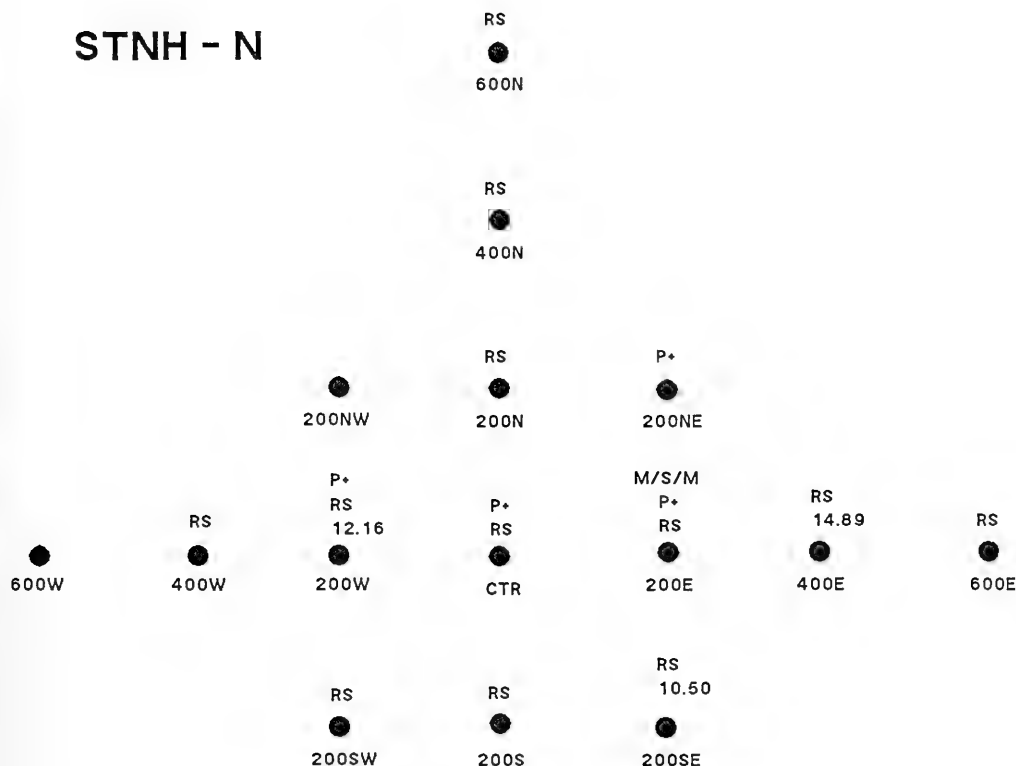 STNH - N
RS
600N
RS
400N
200NW
RS
200N
P+
200NE
600W
RS
400W
P+
RS
12.16
200W
P+
RS
CTR
M/S/M
P+
RS
200E
RS
14.89
400E
RS
600E
RS
200SW
RS
200S
RS
10.50
200SE